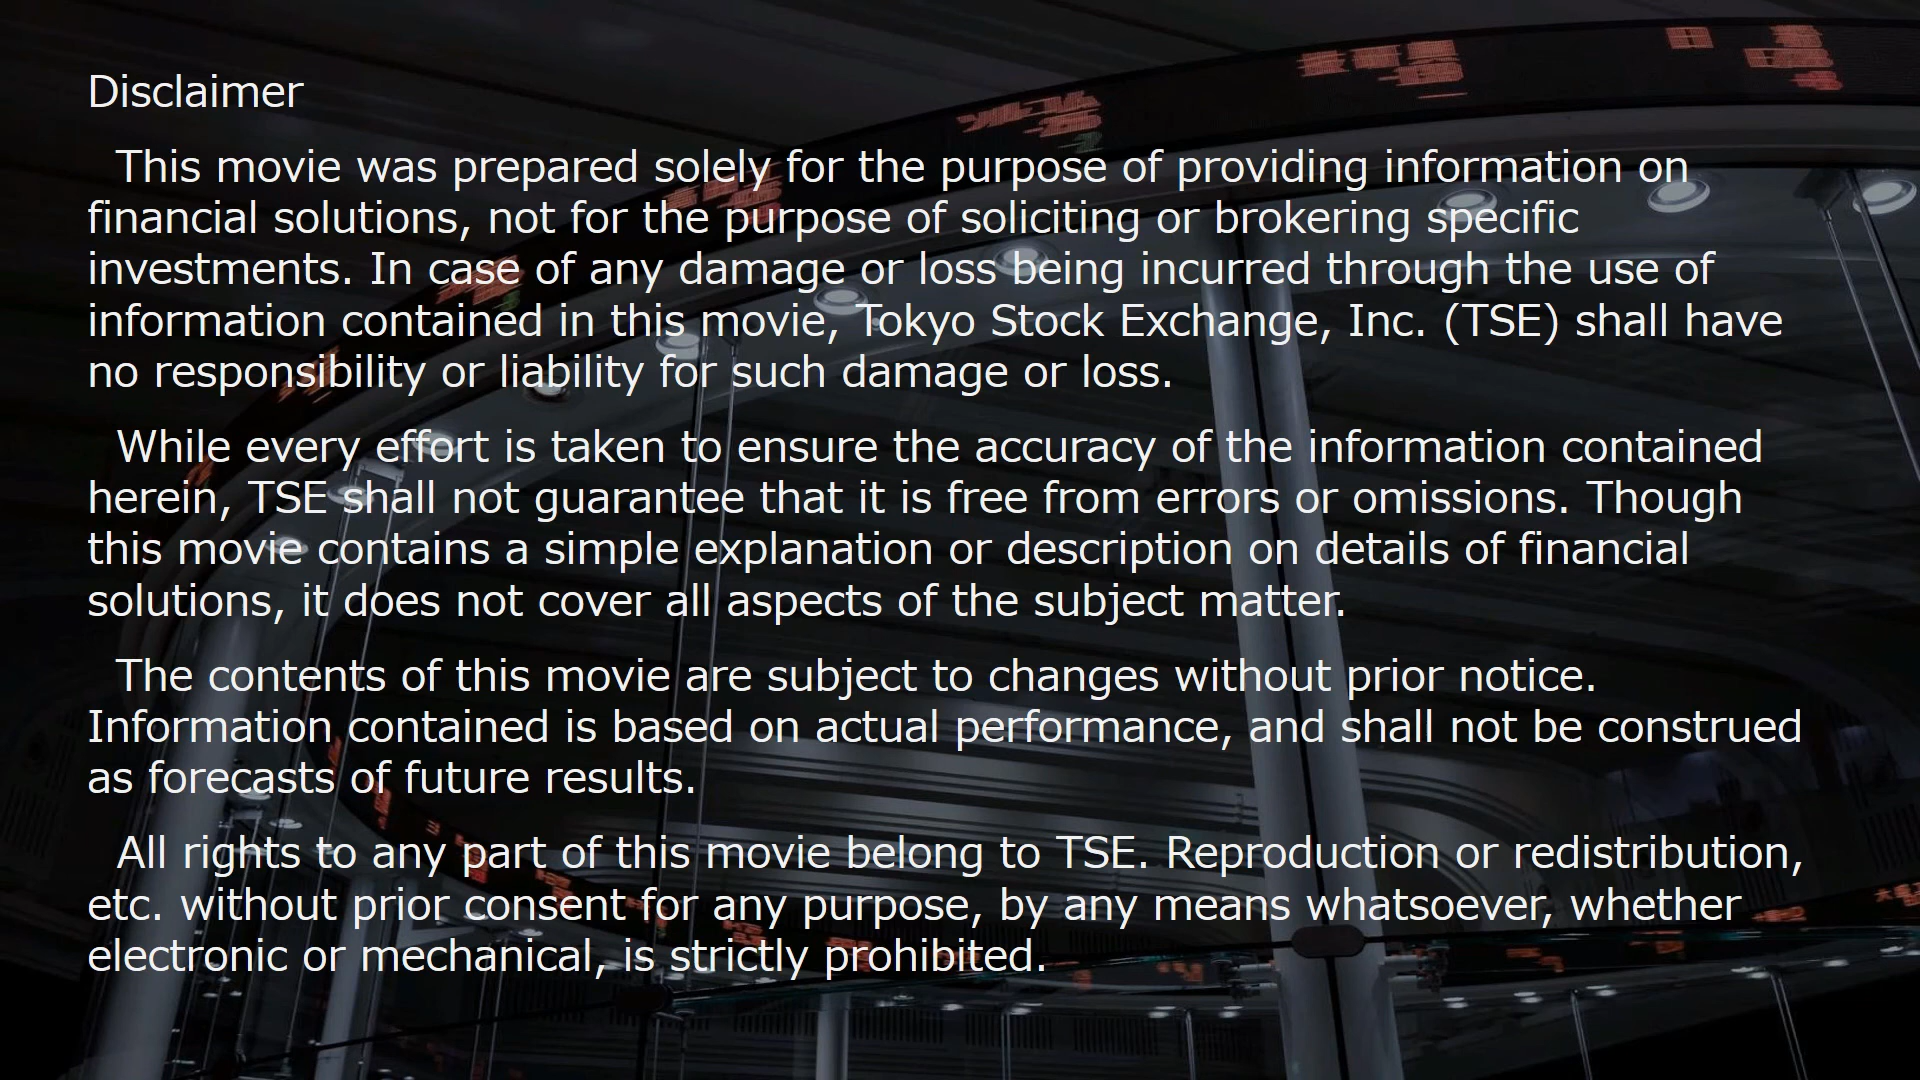 Disclaimer
This movie was prepared solely for the purpose of providing information on
financial solutions, not for the purpose of soliciting or brokering specific
investments. In case of any damage or loss being incurred through the use of
information contained in this movie, Tokyo Stock Exchange, Inc. (TSE) shall have
no responsibility or liability for such damage or loss.
While every effort is taken to ensure the accuracy of the information contained
herein, TSE shall not guarantee that it is free from errors or omissions. Though
this movie contains a simple explanation or description on details of financial
solutions, it does not cover all aspects of the subject matter.
The contents of this movie are subject to changes without prior notice.
Information contained is based on actual performance, and shall not be construed
as forecasts of future results.
All rights to any part of this movie belong to TSE. Reproduction or redistribution,
etc. without prior consent for any purpose, by any means whatsoever, whether
electronic or mechanical, is strictly prohibited.